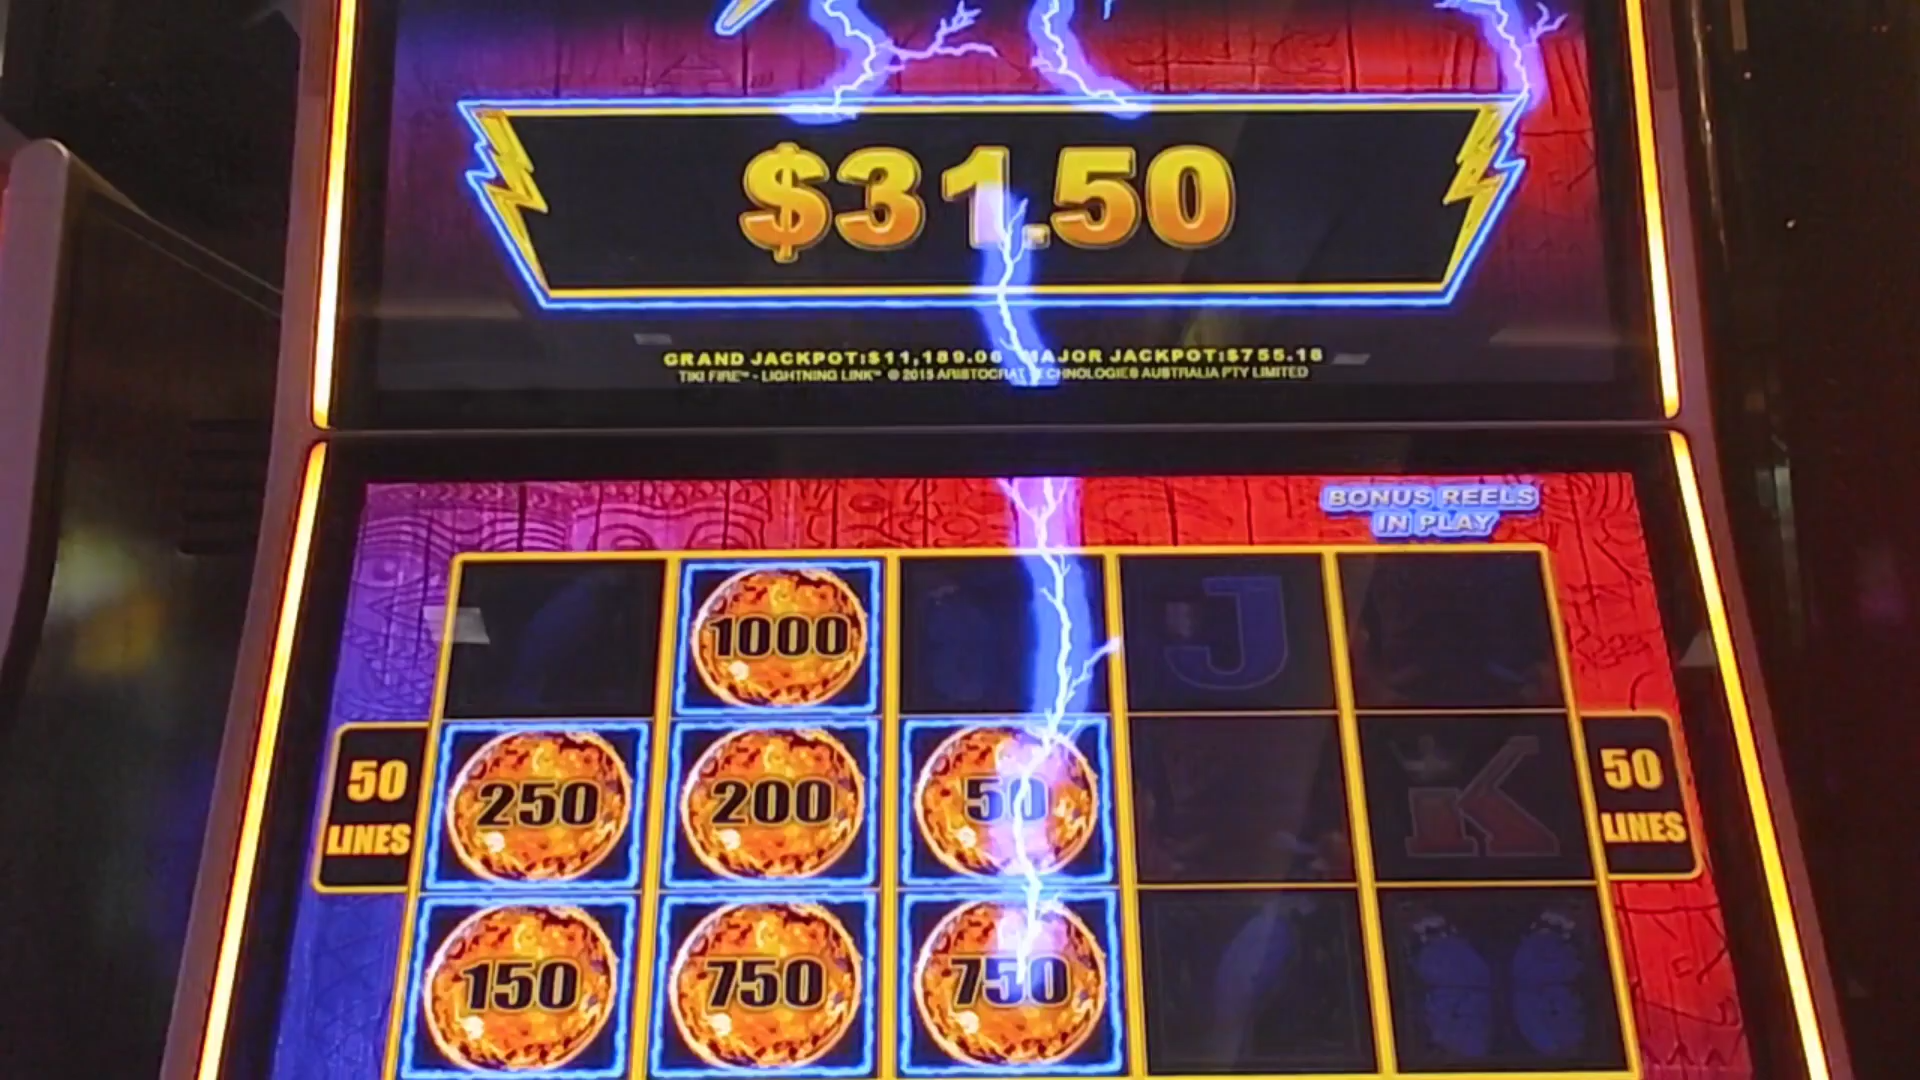 $31.50
GRAND JACKPOT:$11,189.06 MAJOR JACKPOT:$755.18
TIKI FIRE™ - LIGHTNING LINK™ © 2015 ARISTOCRAT TECHNOLOGIES AUSTRALIA PTY LIMITED
BONUS REELS
IN PLAY
1000
J
50
LINES
250
200
50
K
50
LINES
150
750
750